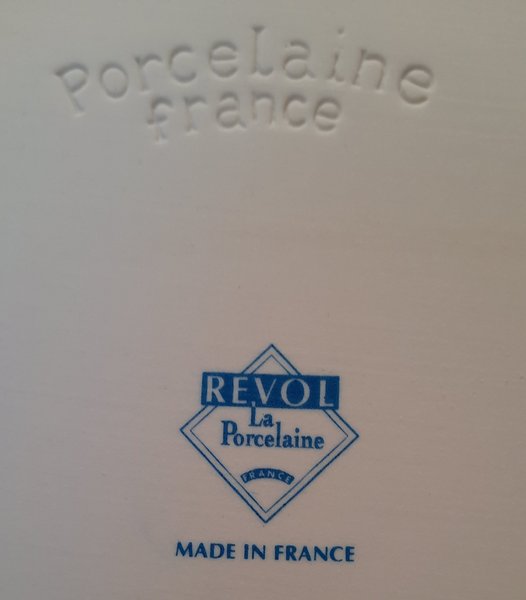 Porcelaine
france
REVOL
La
Porcelaine
FRANCE
MADE IN FRANCE